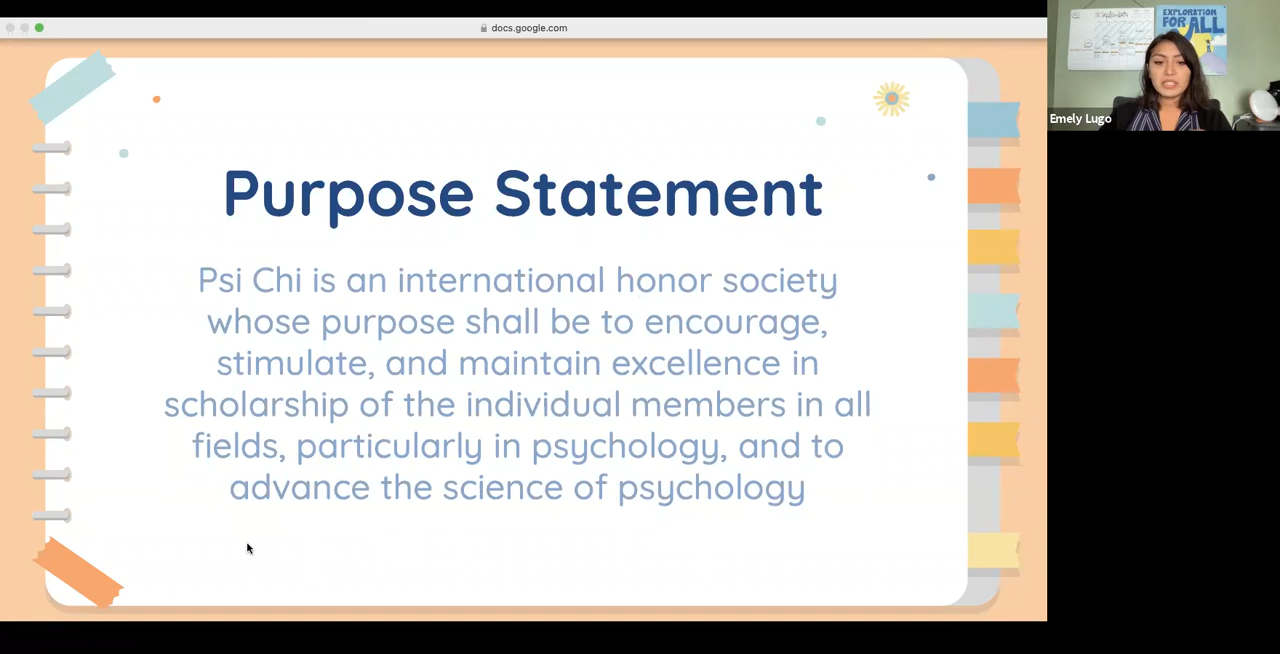 docs.google.com
EXPLORATION
FOR ALL
Emely Lugo
Purpose Statement
Psi Chi is an international honor society
whose purpose shall be to encourage,
stimulate, and maintain excellence in
scholarship of the individual members in all
fields, particularly in psychology, and to
advance the science of psychology